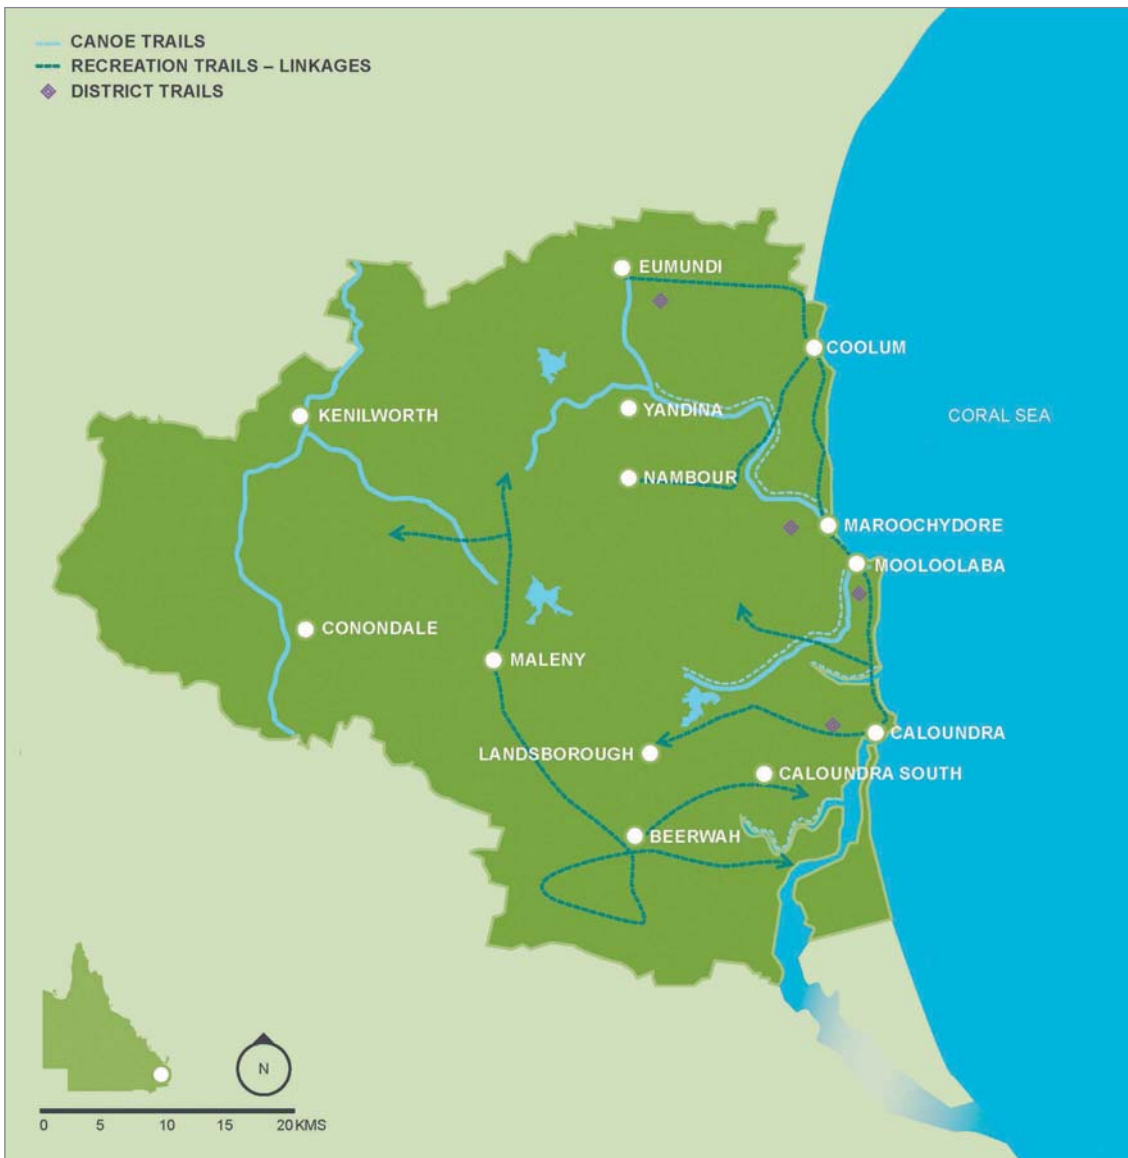 CANOE TRAILS
RECREATION TRAILS – LINKAGES
DISTRICT TRAILS
EUMUNDI
COOLUM
KENILWORTH
YANDINA
CORAL SEA
NAMBOUR
MAROOCHYDORE
MOOLOOLABA
CONONDALE
MALENY
CALOUNDRA
LANDSBOROUGH
CALOUNDRA SOUTH
BEERWAH
N
0 5 10 15 20KMS